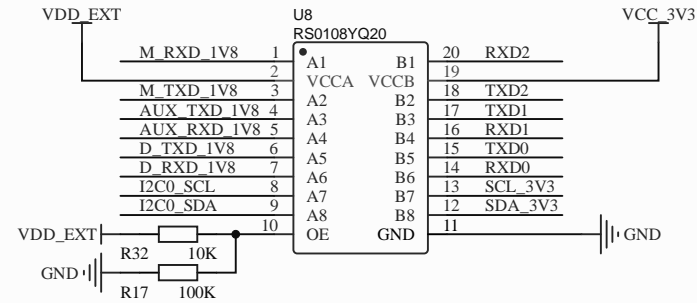 VDD_EXT U8 VCC_3V3
RS0108YQ20
M_RXD_1V8 1 A1 B1 20 RXD2
2 VCCA VCCB 19
M_TXD_1V8 3 A2 B2 18 TXD2
AUX_TXD_1V8 4 A3 B3 17 TXD1
AUX_RXD_1V8 5 A4 B4 16 RXD1
D_TXD_1V8 6 A5 B5 15 TXD0
D_RXD_1V8 7 A6 B6 14 RXD0
I2C0_SCL 8 A7 B7 13 SCL_3V3
I2C0_SDA 9 A8 B8 12 SDA_3V3
VDD_EXT 10 OE GND 11 GND
R32 10K
GND
R17 100K